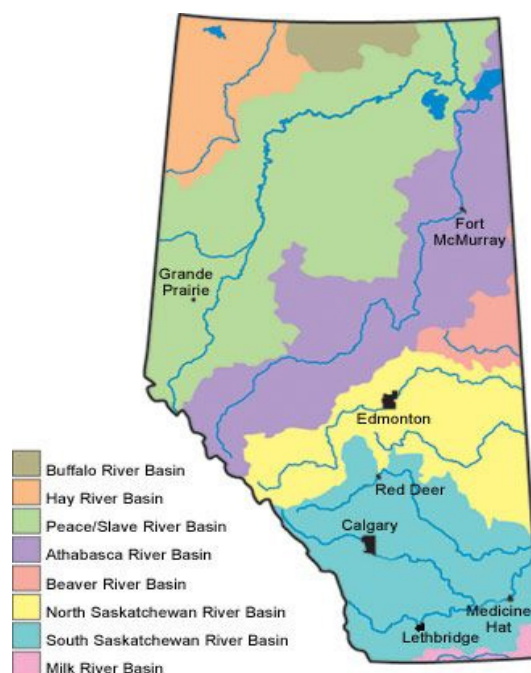 Fort
McMurray
Grande
Prairie
Edmonton
Red Deer
Calgary
Medicine
Hat
Lethbridge
Buffalo River Basin
Hay River Basin
Peace/Slave River Basin
Athabasca River Basin
Beaver River Basin
North Saskatchewan River Basin
South Saskatchewan River Basin
Milk River Basin